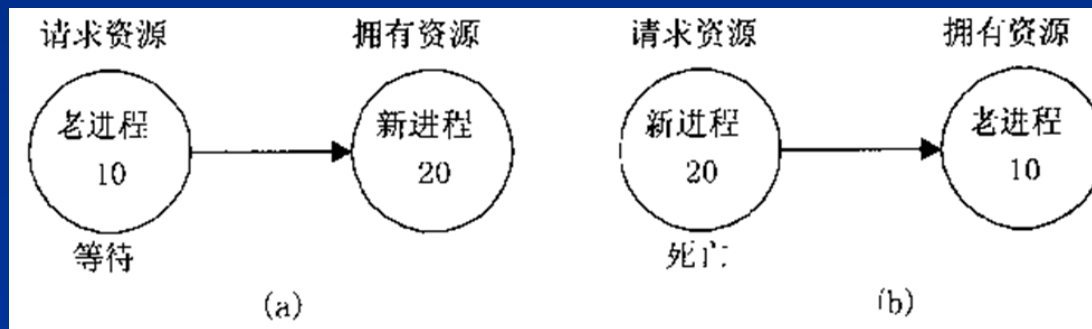 请求资源 拥有资源 请求资源 拥有资源
老进程 新进程 新进程 老进程
10 20 20 10
等待 死亡
(a) (b)